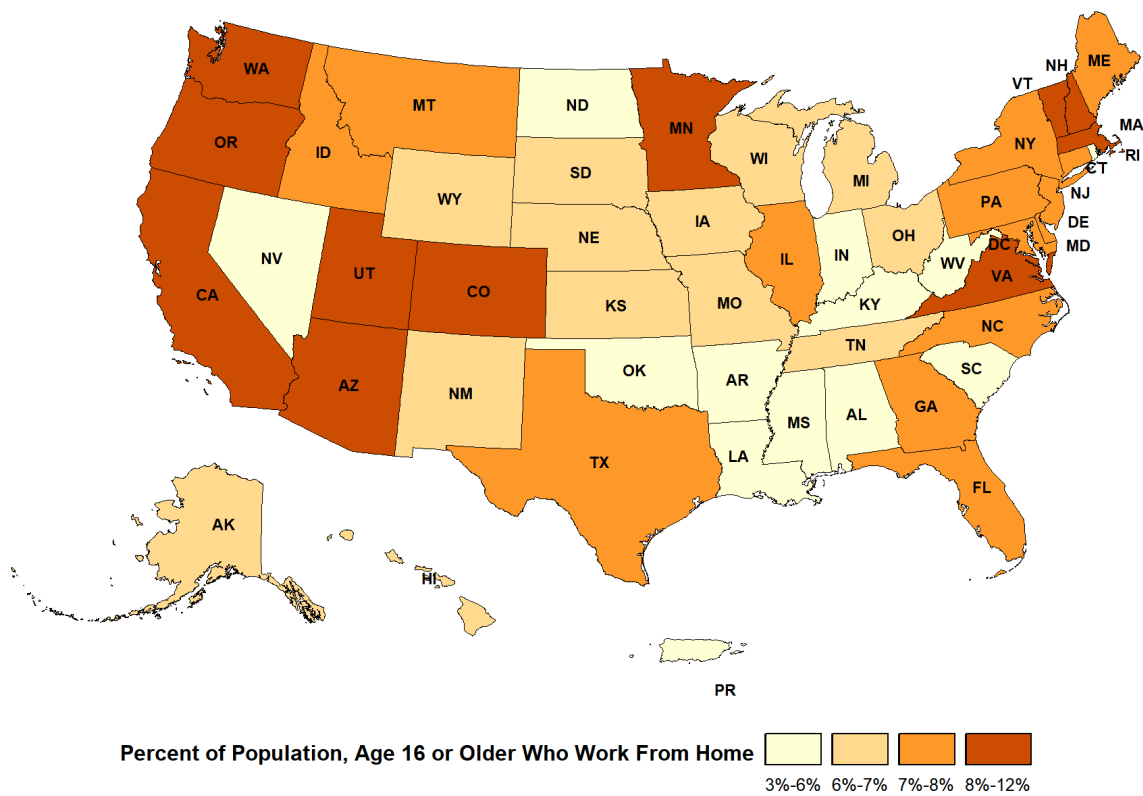 WA
MT
ND
MN
ME
NH
VT
MA
RI
CT
OR
ID
SD
WI
MI
NY
WY
IA
NE
PA
NJ
DE
MD
DC
NV
UT
CO
CA
IL
IN
OH
WV
VA
KS
MO
KY
NC
TN
AZ
NM
OK
AR
SC
MS
AL
GA
LA
TX
FL
AK
HI
PR
Percent of Population, Age 16 or Older Who Work From Home
3%-6%
6%-7%
7%-8%
8%-12%